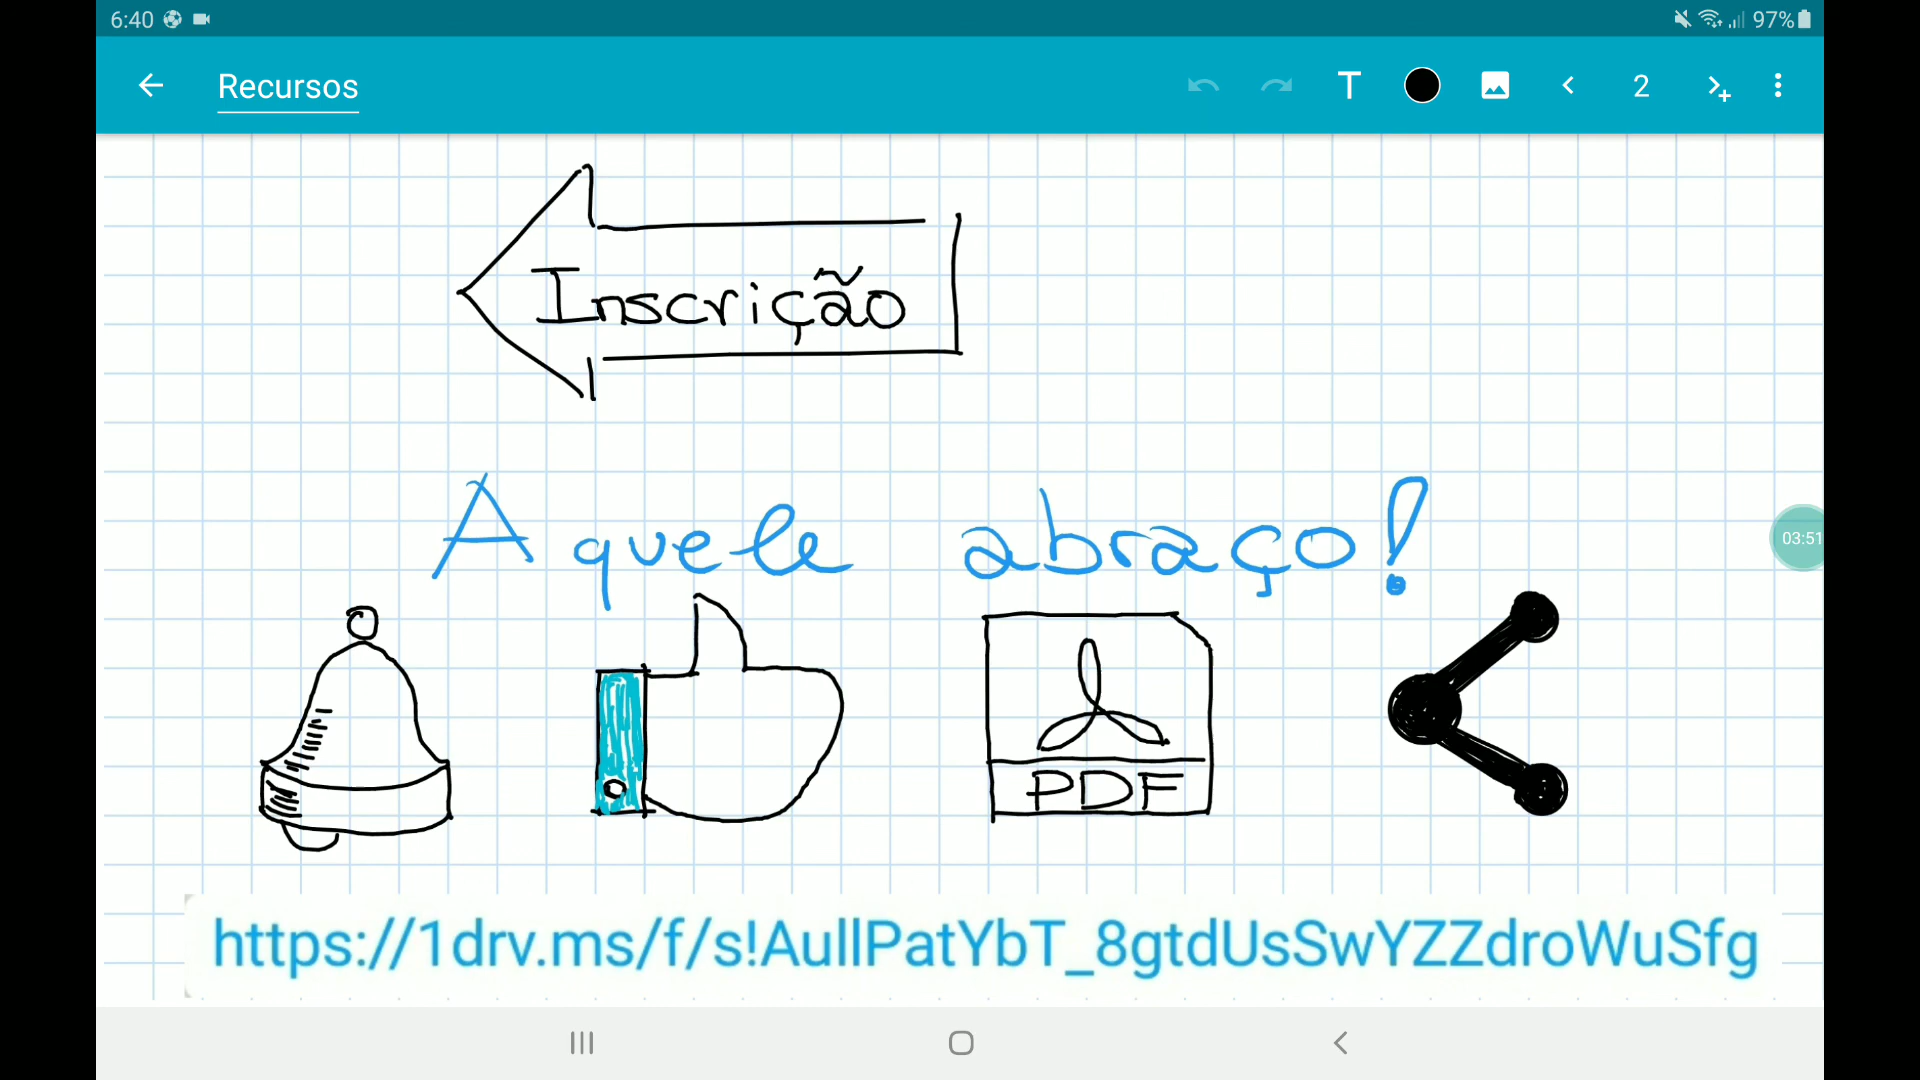 6:40
97%
Recursos
T
2
Inscrição
Aquele abraço!
03:51
PDF
https://1drv.ms/f/s!AullPatYbT_8gtdUsSwYZZdroWuSfg